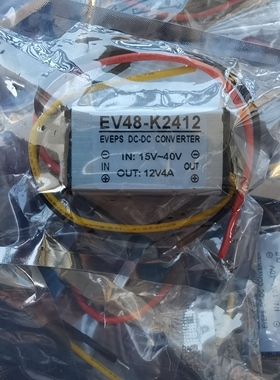 EV48-K2412
EVEPS DC-DC CONVERTER
IN: 15V~40V
IN OUT
⊕ OUT: 12V4A ⊕
⊖ ⊖